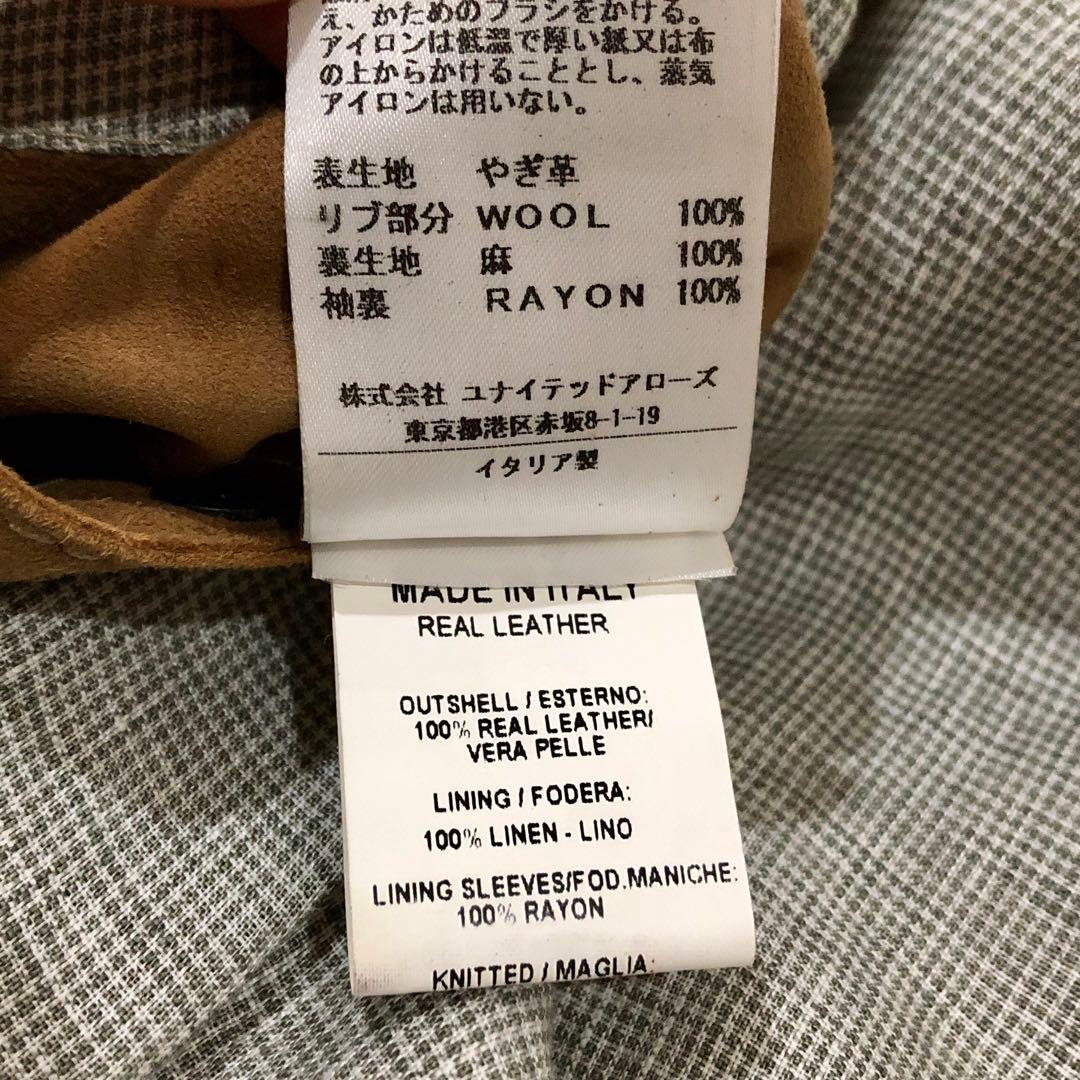 え、かためのブラシをかける。
アイロンは低温で厚い紙又は布
の上からかけることとし、蒸気
アイロンは用いない。
表生地 やぎ革
リブ部分 WOOL 100%
裏生地 麻 100%
袖裏 RAYON 100%
株式会社 ユナイテッドアローズ
東京都港区赤坂8-1-19
イタリア製
MADE IN ITALY
REAL LEATHER
OUTSHELL / ESTERNO:
100% REAL LEATHER/
VERA PELLE
LINING / FODERA:
100% LINEN - LINO
LINING SLEEVES/FOD.MANICHE:
100% RAYON
KNITTED / MAGLIA: